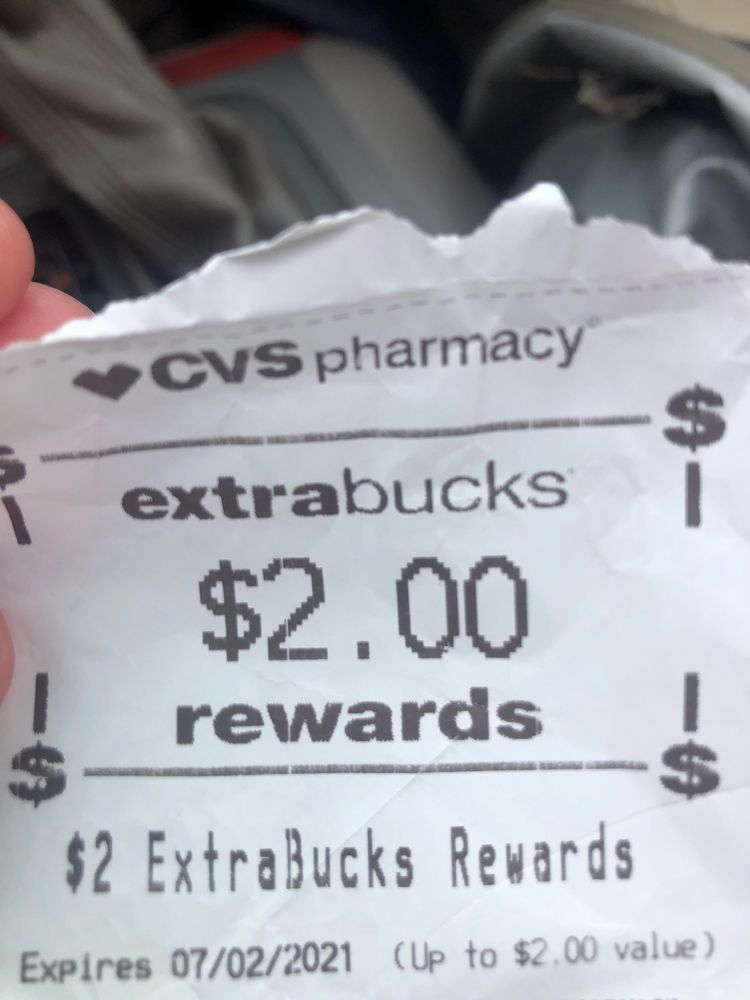 CVS pharmacy®
$ $
extrabucks
$2.00
rewards
$ $
$2 ExtraBucks Rewards
Expires 07/02/2021 (Up to $2.00 value)